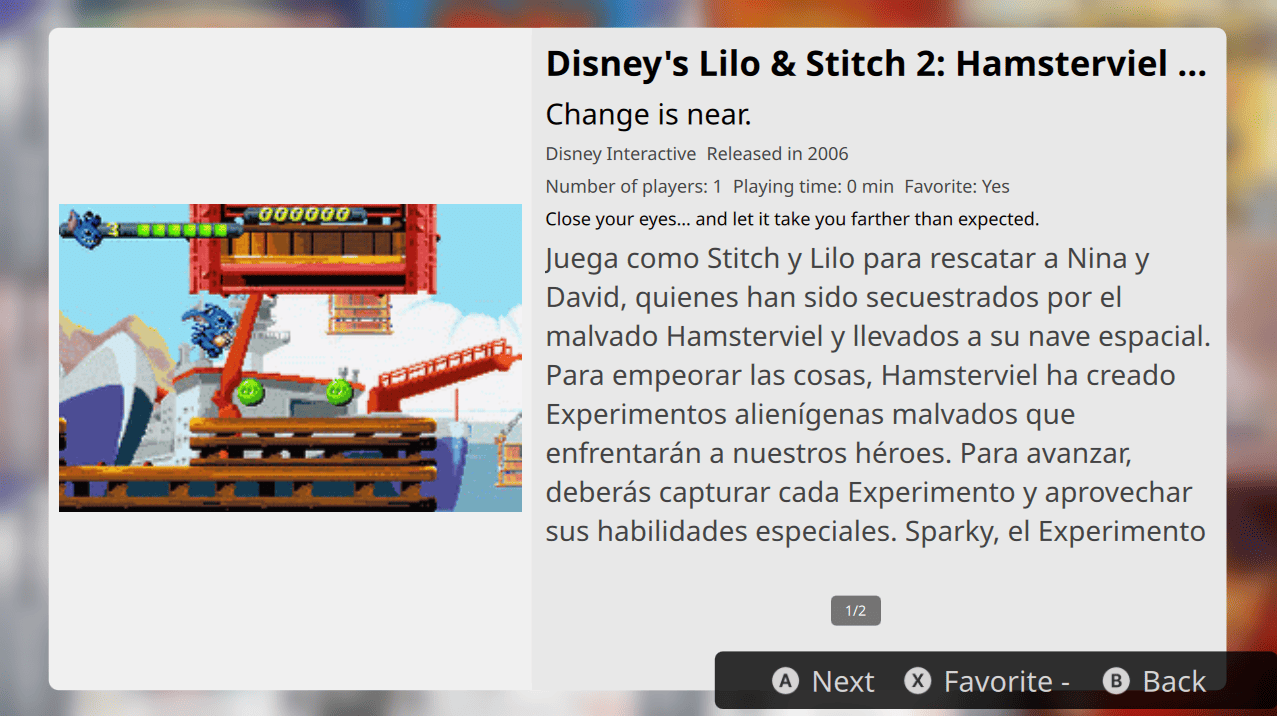 Disney's Lilo & Stitch 2: Hamsterviel ...
Change is near.
Disney Interactive Released in 2006
Number of players: 1 Playing time: 0 min Favorite: Yes
Close your eyes... and let it take you farther than expected.
Juega como Stitch y Lilo para rescatar a Nina y
David, quienes han sido secuestrados por el
malvado Hamsterviel y llevados a su nave espacial.
Para empeorar las cosas, Hamsterviel ha creado
Experimentos alienígenas malvados que
enfrentarán a nuestros héroes. Para avanzar,
deberás capturar cada Experimento y aprovechar
sus habilidades especiales. Sparky, el Experimento
3
000000
1/2
A Next X Favorite - B Back